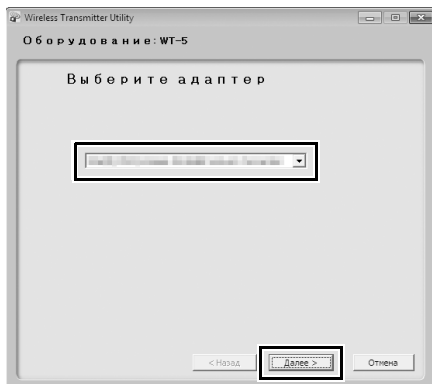 Wireless Transmitter Utility
Оборудование: WT-5
Выберите адаптер
< Назад
Далее >
Отмена